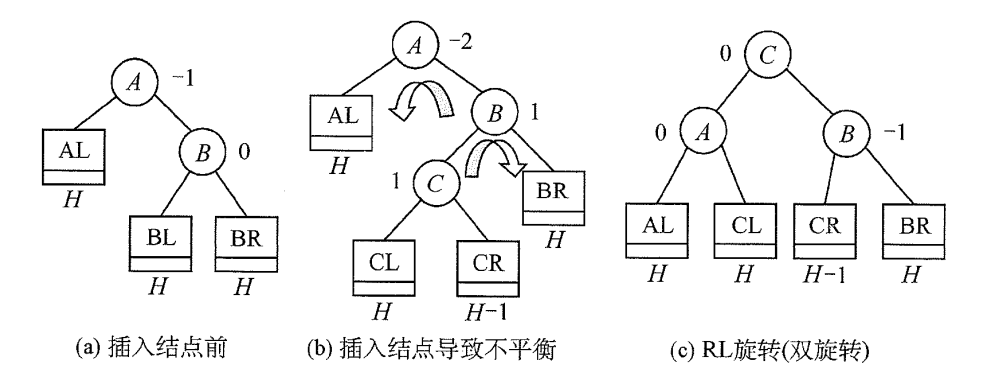 A -1
AL
H
B 0
BL BR
H H
(a) 插入结点前
A -2
AL
H
B 1
1 C
BR
H
CL CR
H H-1
(b) 插入结点导致不平衡
0 C
0 A B -1
AL CL CR BR
H H H-1 H
(c) RL旋转(双旋转)